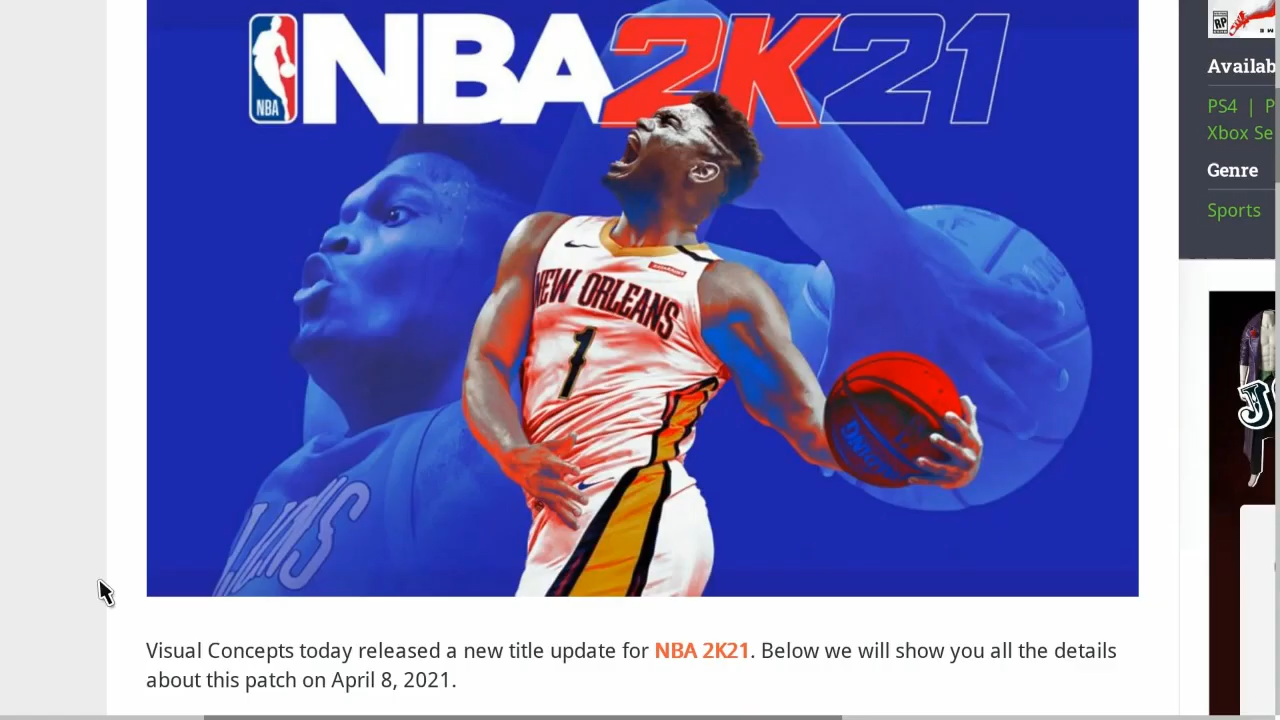 NBA 2K21
NBA
NEW ORLEANS
1
Visual Concepts today released a new title update for NBA 2K21. Below we will show you all the details
about this patch on April 8, 2021.
RP
Availab
PS4 | P
Xbox Se
Genre
Sports
J